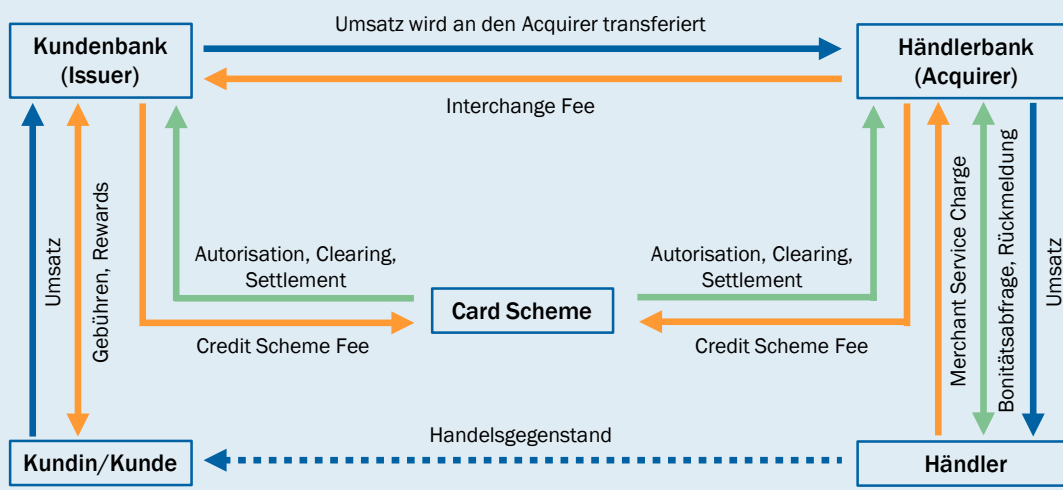 Umsatz wird an den Acquirer transferiert
Kundenbank
(Issuer)
Händlerbank
(Acquirer)
Interchange Fee
Umsatz
Gebühren, Rewards
Autorisation, Clearing,
Settlement
Credit Scheme Fee
Card Scheme
Autorisation, Clearing,
Settlement
Credit Scheme Fee
Merchant Service Charge
Bonitätsabfrage, Rückmeldung
Umsatz
Kundin/Kunde
Handelsgegenstand
Händler